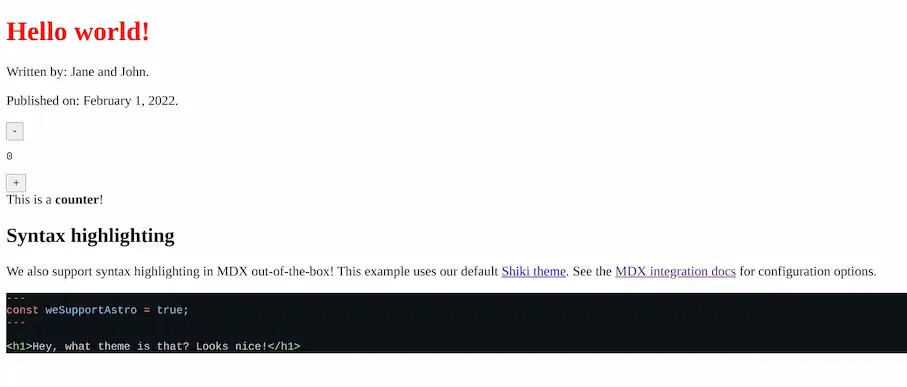 Hello world!
Written by: Jane and John.
Published on: February 1, 2022.
-
0
+
This is a counter!
Syntax highlighting
We also support syntax highlighting in MDX out-of-the-box! This example uses our default Shiki theme. See the MDX integration docs for configuration options.
---
const weSupportAstro = true;
---
<h1>Hey, what theme is that? Looks nice!</h1>